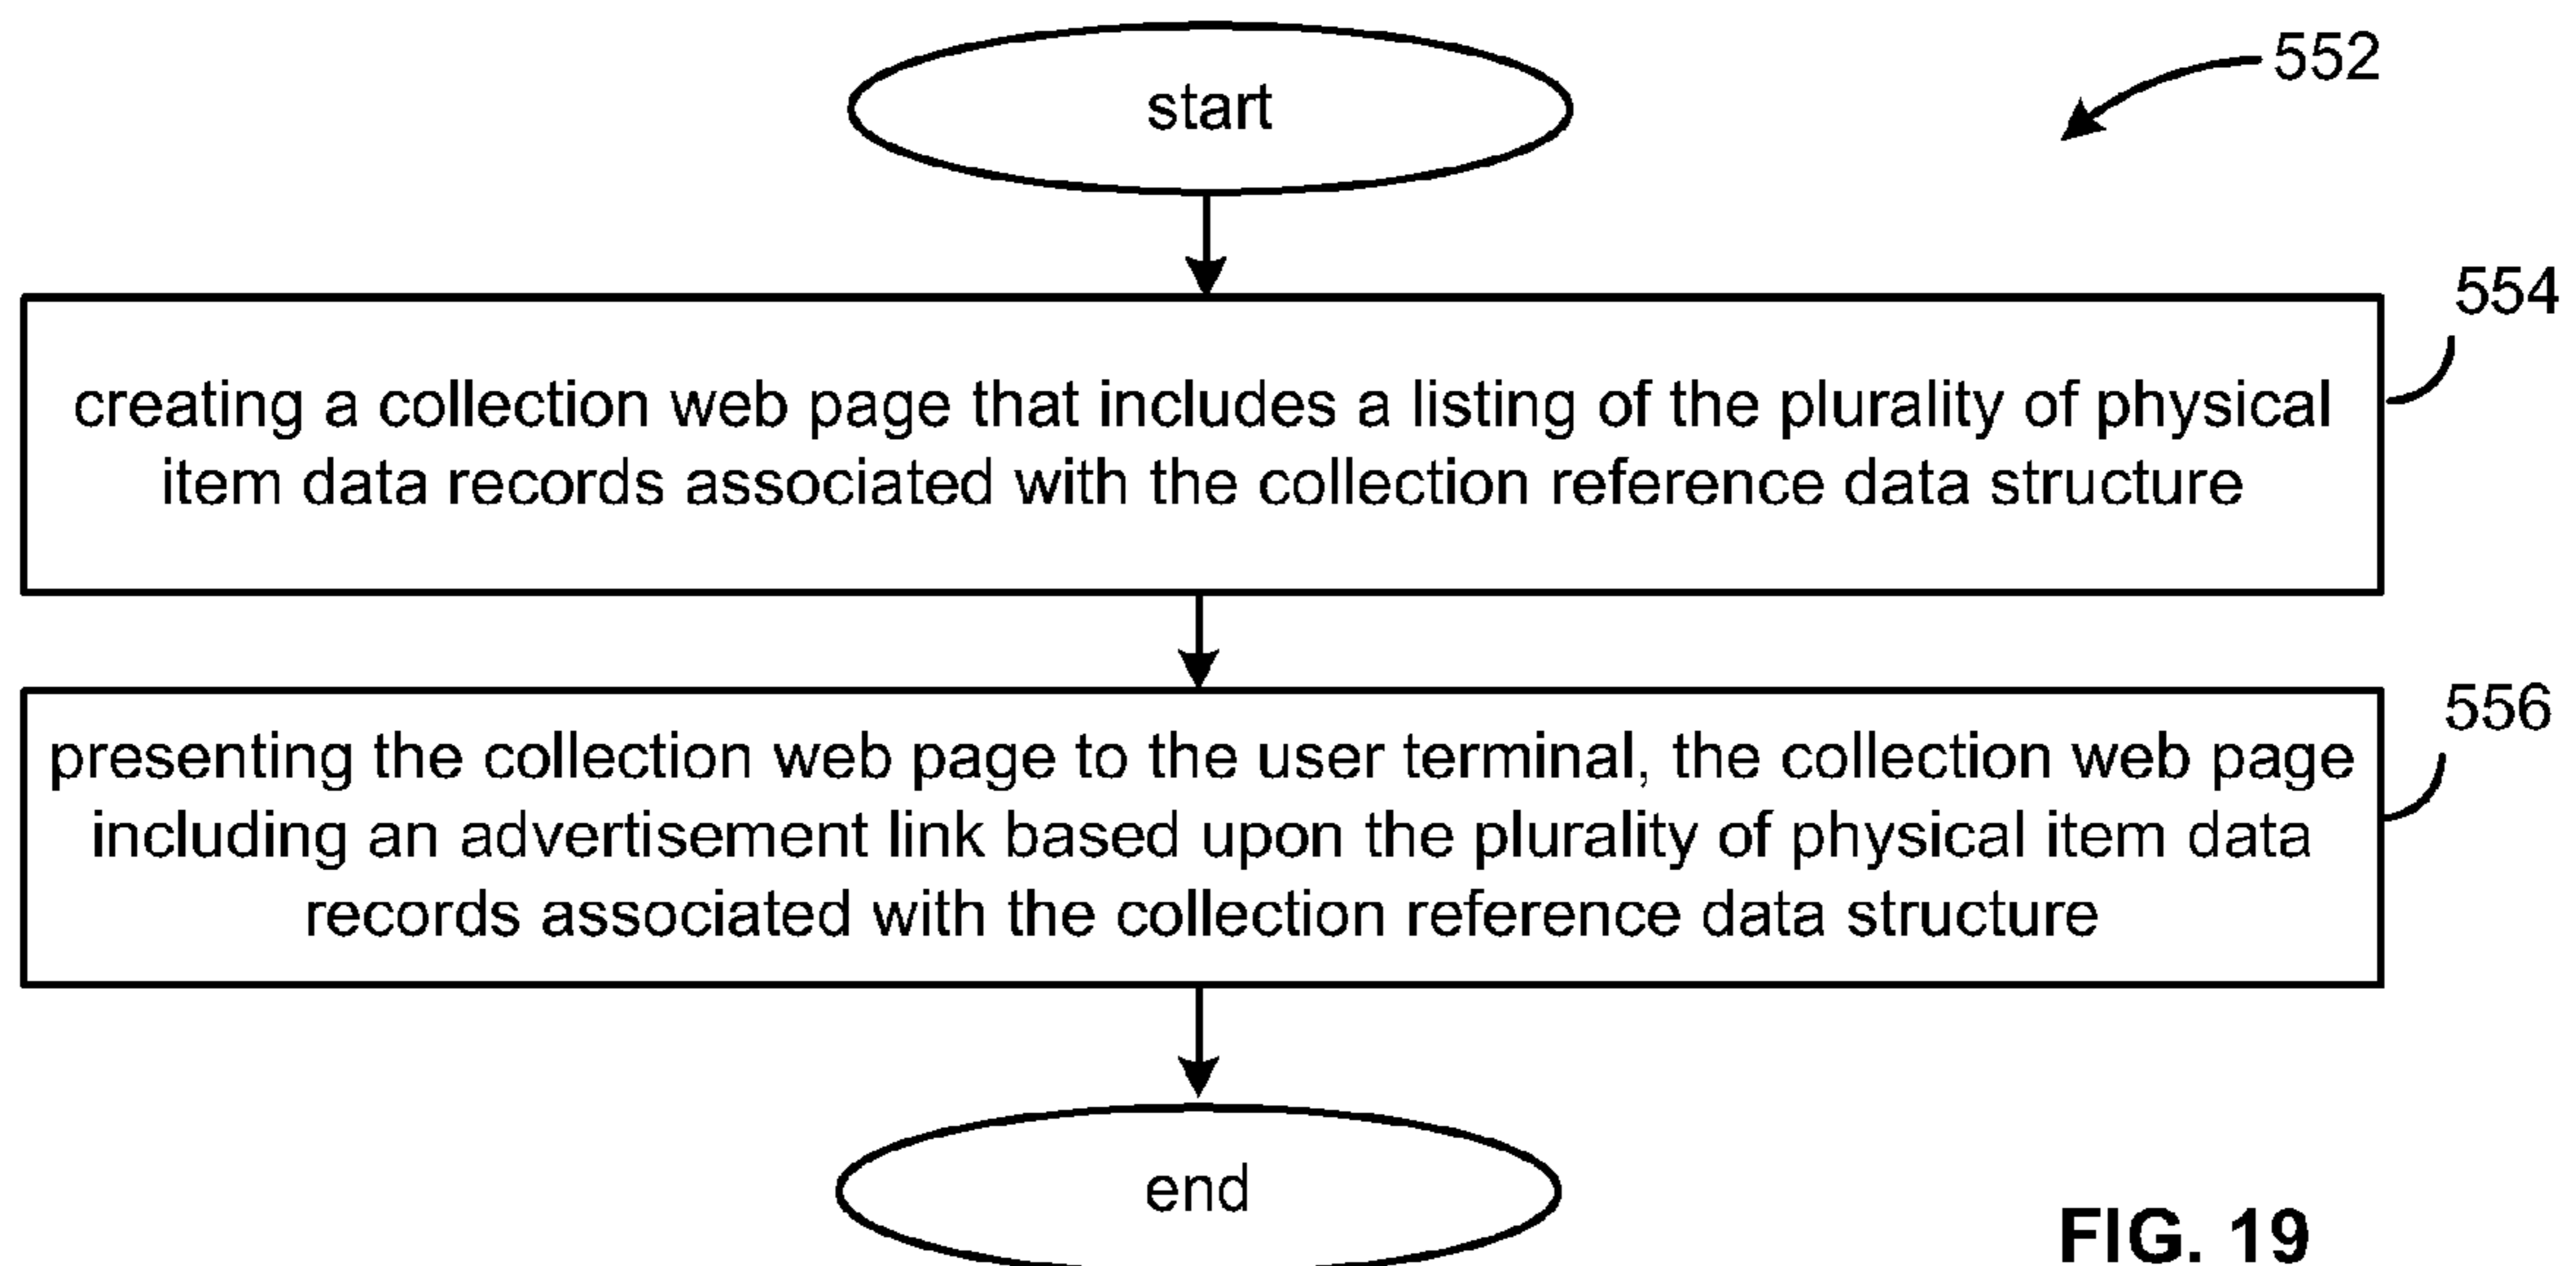 start
552
554
creating a collection web page that includes a listing of the plurality of physical
item data records associated with the collection reference data structure
556
presenting the collection web page to the user terminal, the collection web page
including an advertisement link based upon the plurality of physical item data
records associated with the collection reference data structure
end
FIG. 19